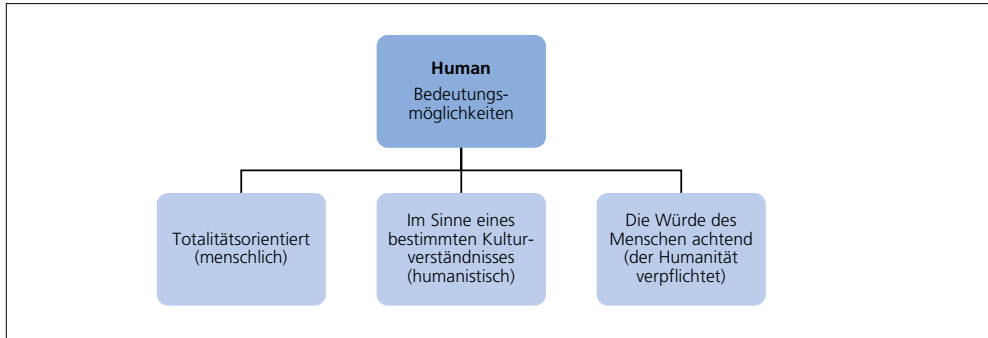 Human
Bedeutungs-
möglichkeiten
Totalitätsorientiert
(menschlich)
Im Sinne eines
bestimmten Kultur-
verständnisses
(humanistisch)
Die Würde des
Menschen achtend
(der Humanität
verpflichtet)